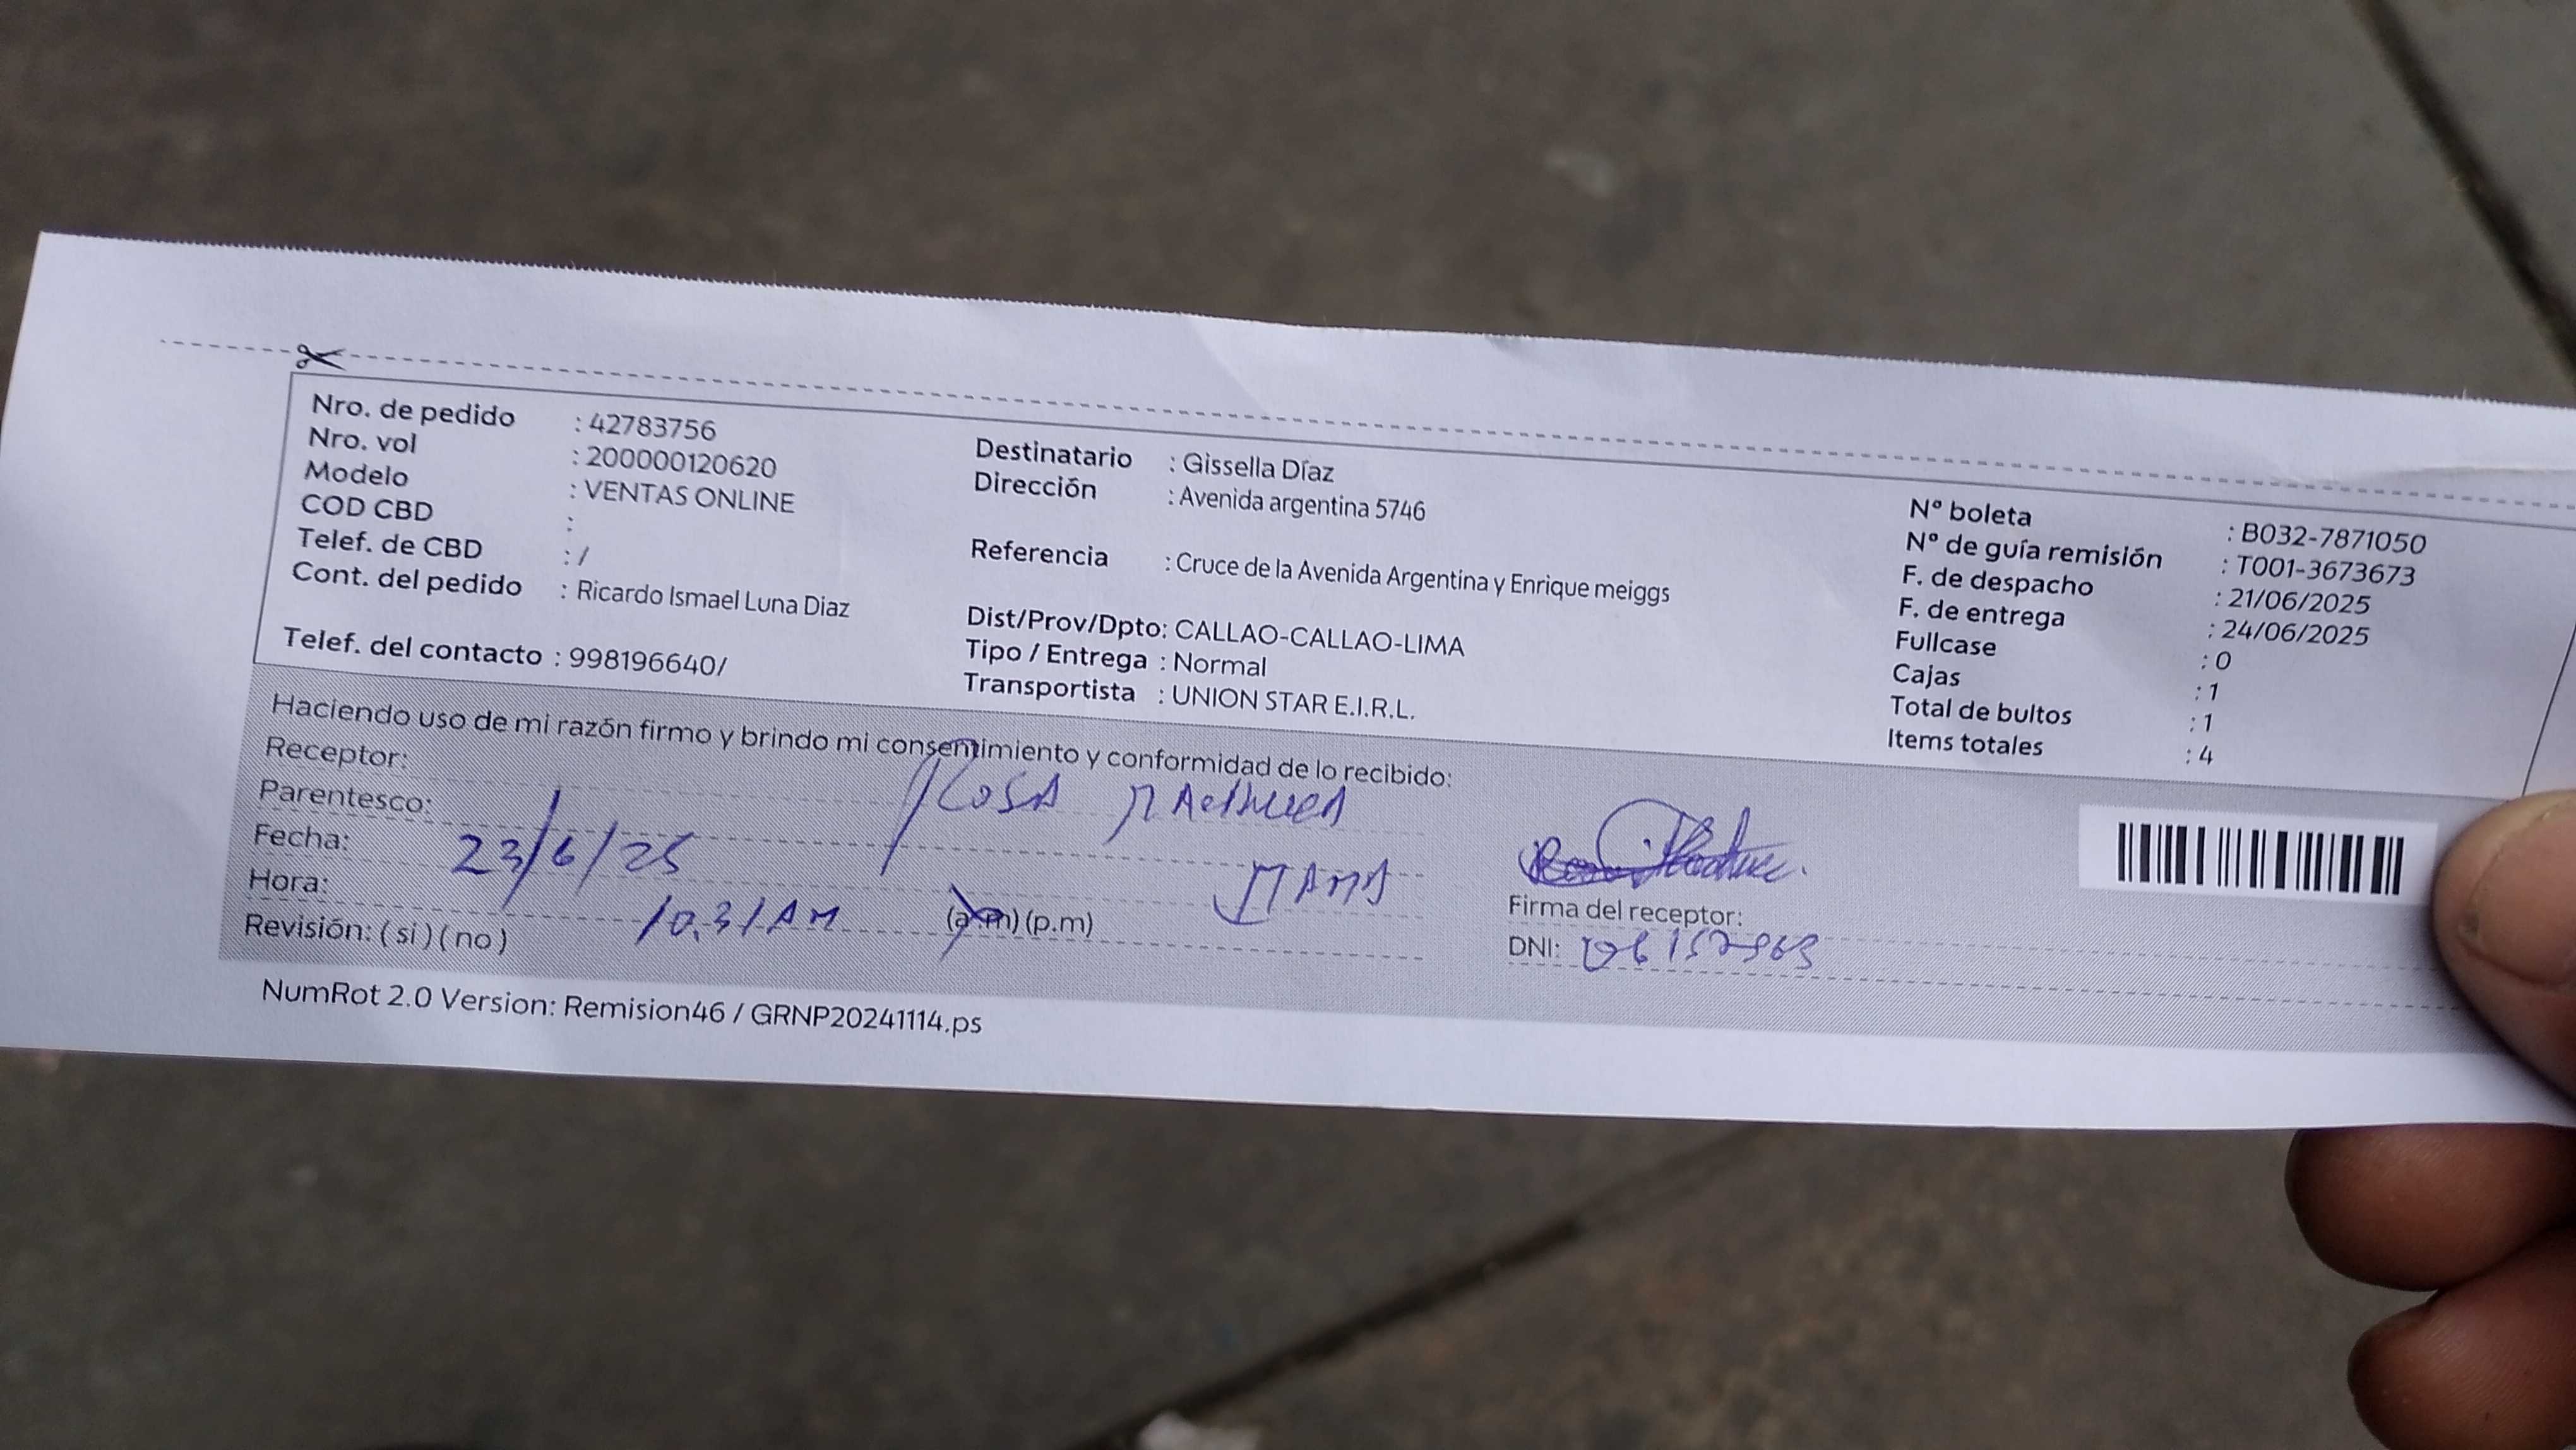 Nro. de pedido : 42783756
Nro. vol : 200000120620
Modelo : VENTAS ONLINE
COD CBD :
Telef. de CBD : /
Cont. del pedido : Ricardo Ismael Luna Diaz
Telef. del contacto : 998196640/
Destinatario : Gissella Díaz
Dirección : Avenida argentina 5746
Referencia : Cruce de la Avenida Argentina y Enrique meiggs
Dist/Prov/Dpto: CALLAO-CALLAO-LIMA
Tipo / Entrega : Normal
Transportista : UNION STAR E.I.R.L.
Nº boleta : B032-7871050
Nº de guía remisión : T001-3673673
F. de despacho : 21/06/2025
F. de entrega : 24/06/2025
Fullcase : 0
Cajas : 1
Total de bultos : 1
Items totales : 4
Haciendo uso de mi razón firmo y brindo mi consentimiento y conformidad de lo recibido:
Receptor: ROSA
Parentesco:
Fecha: 23/6/25
Hora: 10.31 AM (a.m) (p.m)
Revisión: ( si ) ( no )
Firma del receptor:
DNI:
NumRot 2.0 Version: Remision46 / GRNP20241114.ps